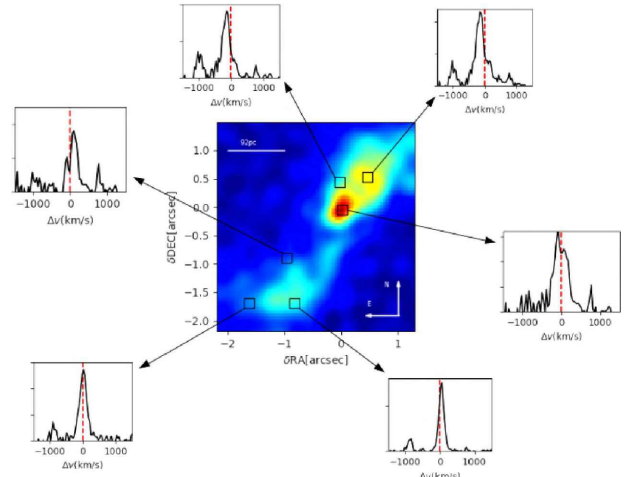 −1000 0 1000
Δv(km/s)
−1000 0 1000
Δv(km/s)
−1000 0 1000
Δv(km/s)
92pc
1.0
0.5
0.0
−0.5
−1.0
−1.5
−2.0
δDEC[arcsec]
N
E
−2 −1 0 1
δRA[arcsec]
−1000 0 1000
Δv(km/s)
−1000 0 1000
Δv(km/s)
−1000 0 1000
Δv(km/s)